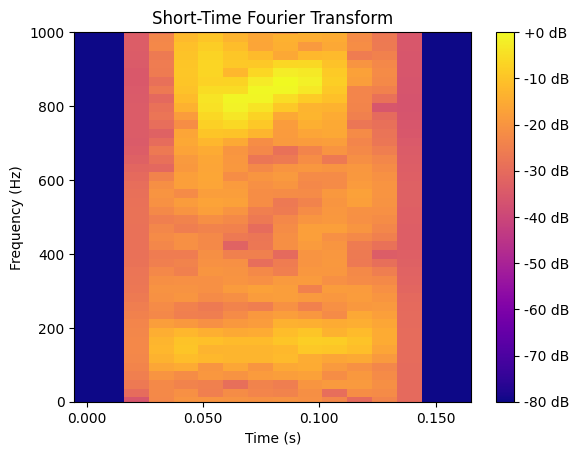 Short-Time Fourier Transform
1000
800
600
400
200
0
Frequency (Hz)
0.000
0.050
0.100
0.150
Time (s)
+0 dB
-10 dB
-20 dB
-30 dB
-40 dB
-50 dB
-60 dB
-70 dB
-80 dB